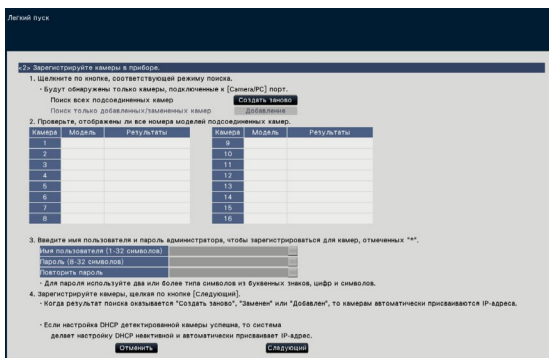 Легкий пуск
<2> Зарегистрируйте камеры в приборе.
1. Щелкните по кнопке, соответствующей режиму поиска.
· Будут обнаружены только камеры, подключенные к [Camera/PC] порт.
Поиск всех подсоединенных камер Создать заново
Поиск только добавленных/замененных камер Добавление
2. Проверьте, отображены ли все номера моделей подсоединенных камер.
Камера Модель Результаты Камера Модель Результаты
1 9
2 10
3 11
4 12
5 13
6 14
7 15
8 16
3. Введите имя пользователя и пароль администратора, чтобы зарегистрироваться для камер, отмеченных "*".
Имя пользователя (1-32 символов)
Пароль (8-32 символов)
Повторить пароль
· Для пароля используйте два или более типа символов из буквенных знаков, цифр и символов.
4. Зарегистрируйте камеры, щелкая по кнопке [Следующий].
· Когда результат поиска оказывается "Создать заново", "Заменен" или "Добавлен", то камерам автоматически присваиваются IP-адреса.
· Если настройка DHCP детектированной камеры успешна, то система
делает настройку DHCP неактивной и автоматически присваивает IP-адрес.
Отменить Следующий